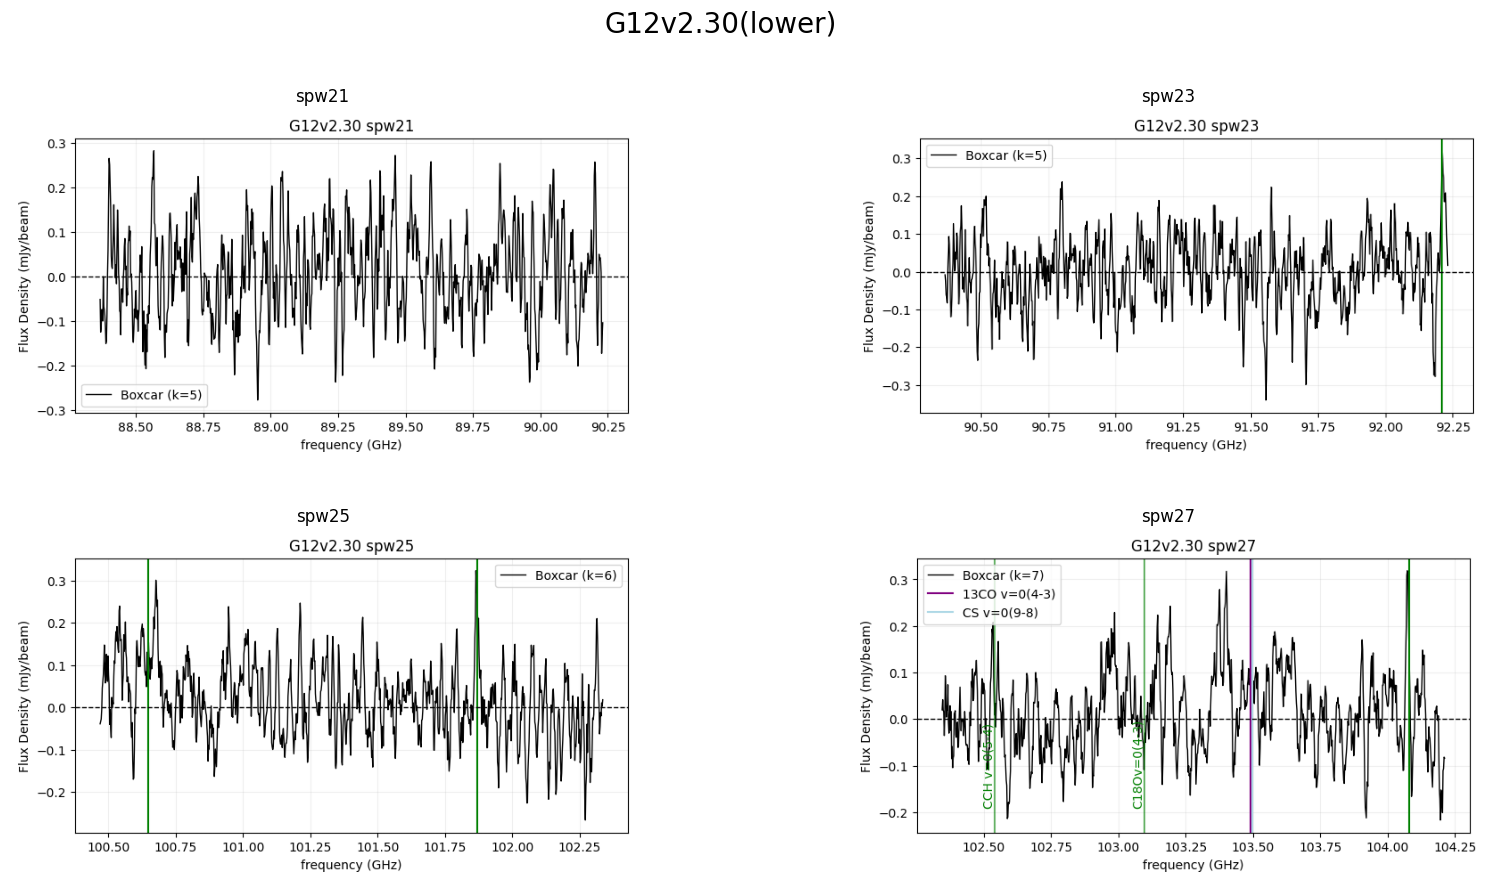 G12v2.30(lower)
spw21
G12v2.30 spw21
0.3
0.2
0.1
0.0
−0.1
−0.2
−0.3
Flux Density (mJy/beam)
Boxcar (k=5)
88.50 88.75 89.00 89.25 89.50 89.75 90.00 90.25
frequency (GHz)
spw23
G12v2.30 spw23
0.3
0.2
0.1
0.0
−0.1
−0.2
−0.3
Flux Density (mJy/beam)
Boxcar (k=5)
90.50 90.75 91.00 91.25 91.50 91.75 92.00 92.25
frequency (GHz)
spw25
G12v2.30 spw25
0.3
0.2
0.1
0.0
−0.1
−0.2
Flux Density (mJy/beam)
Boxcar (k=6)
100.50 100.75 101.00 101.25 101.50 101.75 102.00 102.25
frequency (GHz)
spw27
G12v2.30 spw27
0.3
0.2
0.1
0.0
−0.1
−0.2
Flux Density (mJy/beam)
Boxcar (k=7)
13CO v=0(4-3)
CS v=0(9-8)
CCH v=0(5-4)
C18Ov=0(4-3)
102.50 102.75 103.00 103.25 103.50 103.75 104.00 104.25
frequency (GHz)